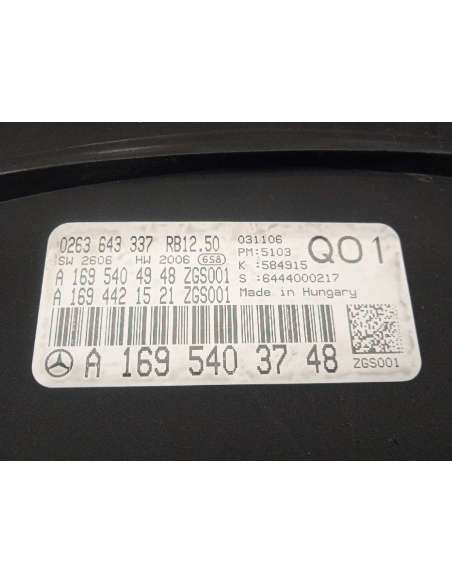 0263 643 337 RB12.50
SW 2606 HW 2006 658
A 169 540 49 48 ZGS001
A 169 442 15 21 ZGS001
031106
PM:5103
K :584915
S :6444000217
Made in Hungary
Q01
A 169 540 37 48
ZGS001